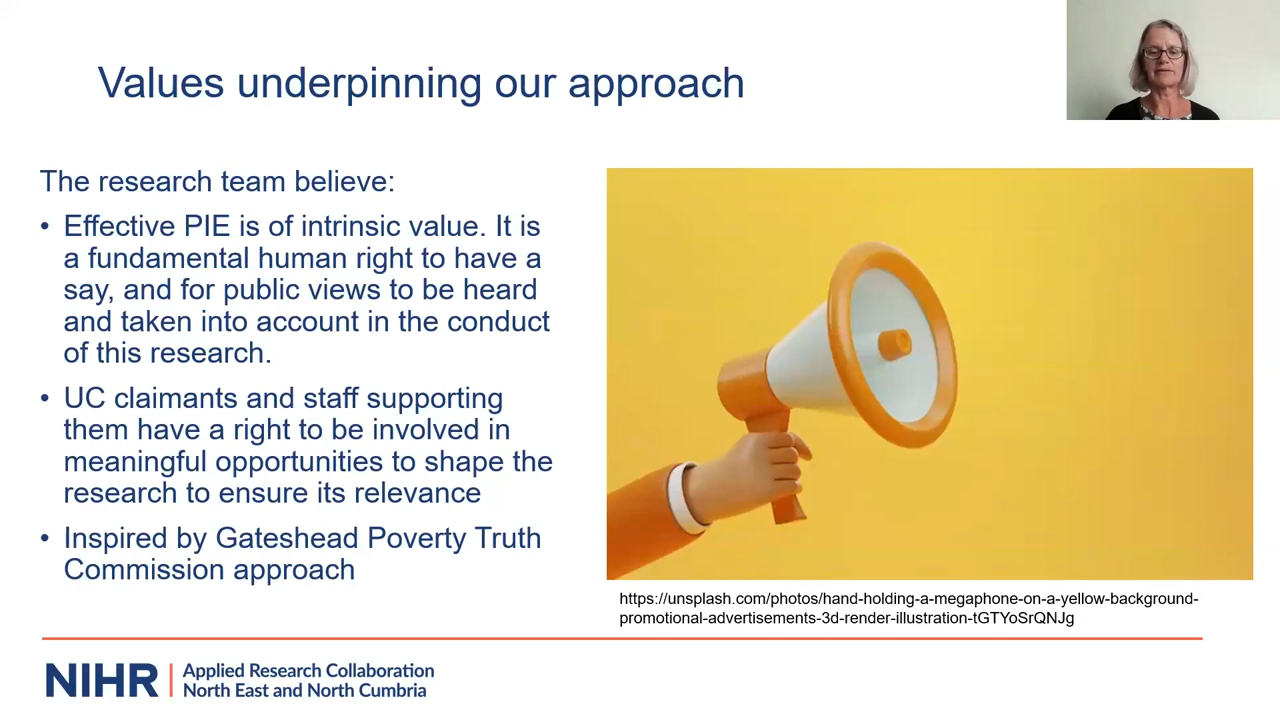 Values underpinning our approach
The research team believe:
• Effective PIE is of intrinsic value. It is
a fundamental human right to have a
say, and for public views to be heard
and taken into account in the conduct
of this research.
• UC claimants and staff supporting
them have a right to be involved in
meaningful opportunities to shape the
research to ensure its relevance
• Inspired by Gateshead Poverty Truth
Commission approach
https://unsplash.com/photos/hand-holding-a-megaphone-on-a-yellow-background-
promotional-advertisements-3d-render-illustration-tGTYoSrQNJg
NIHR | Applied Research Collaboration
North East and North Cumbria